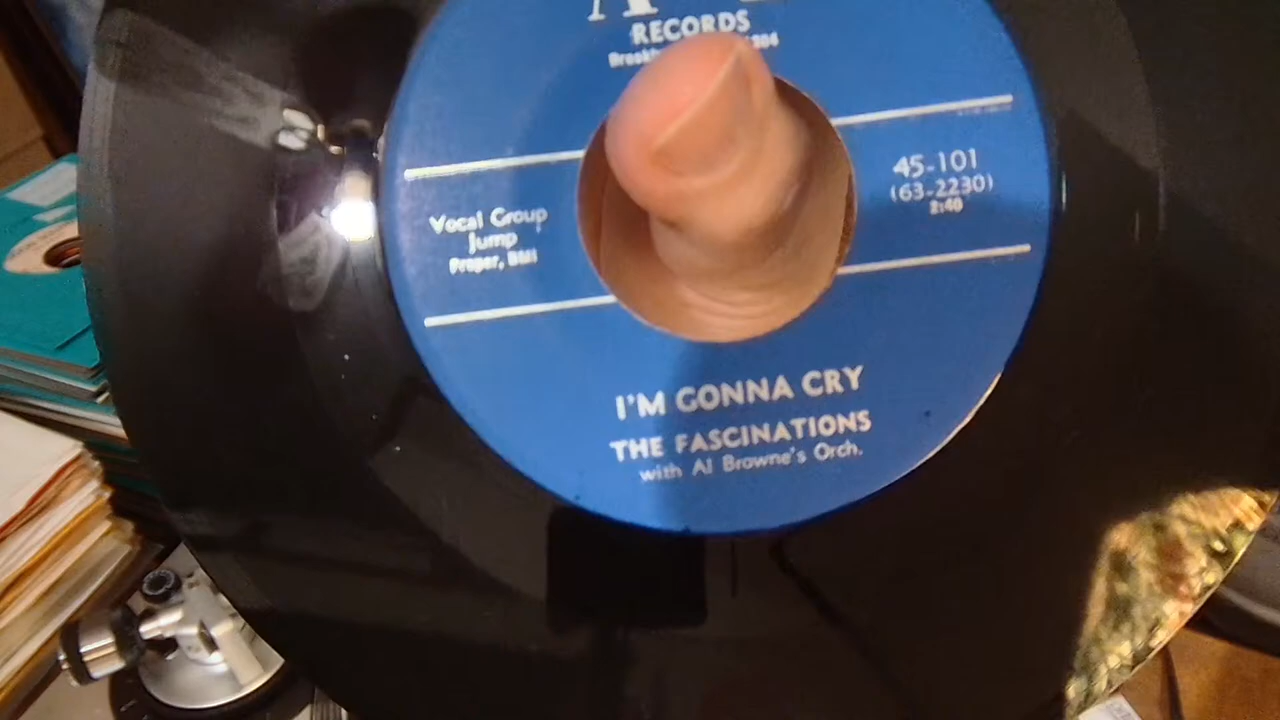 RECORDS
Vocal Group
Jump
Proper, BMI
45-101
(63-2230)
2:40
I'M GONNA CRY
THE FASCINATIONS
with Al Browne's Orch.